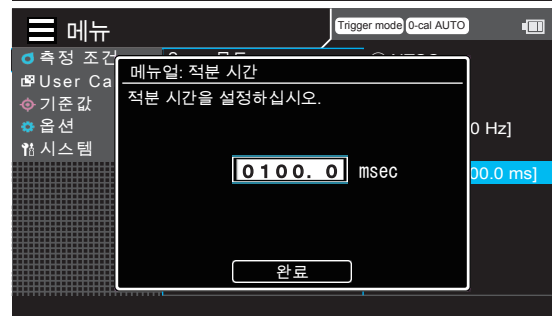 메뉴
Trigger mode 0-cal AUTO
측정 조건
User Ca
기준값
옵션
시스템
메뉴얼: 적분 시간
적분 시간을 설정하십시오.
0100. 0 msec
완료
0 Hz]
00.0 ms]